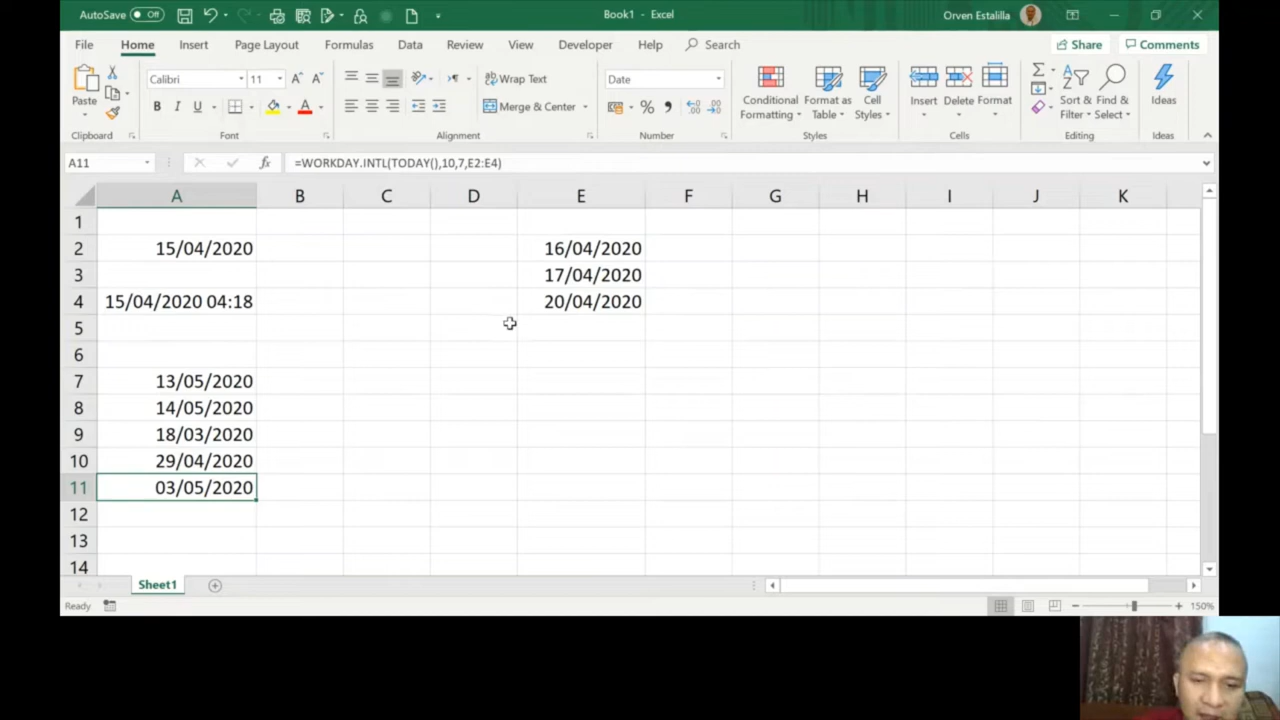 AutoSave Off Book1 - Excel Orven Estalilla
File Home Insert Page Layout Formulas Data Review View Developer Help Search Share Comments
Paste Calibri 11 B I U A Wrap Text Merge & Center Date % Conditional Formatting Format as Table Cell Styles Insert Delete Format Sort & Filter Find & Select Ideas
Clipboard Font Alignment Number Styles Cells Editing Ideas
A11 fx =WORKDAY.INTL(TODAY(),10,7,E2:E4)
A B C D E F G H I J K
1
2 15/04/2020 16/04/2020
3 17/04/2020
4 15/04/2020 04:18 20/04/2020
5
6
7 13/05/2020
8 14/05/2020
9 18/03/2020
10 29/04/2020
11 03/05/2020
12
13
14
Sheet1
Ready 150%